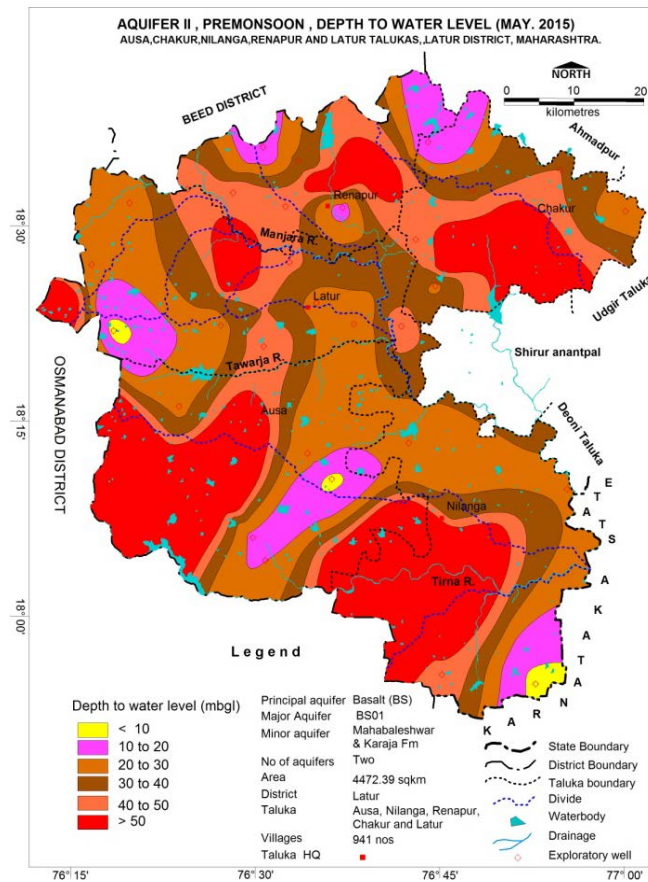 AQUIFER II , PREMONSOON , DEPTH TO WATER LEVEL (MAY. 2015)
AUSA,CHAKUR,NILANGA,RENAPUR AND LATUR TALUKAS,,LATUR DISTRICT, MAHARASHTRA.
NORTH
0 10 20
kilometres
BEED DISTRICT
Ahmadpur
?
Renapur
Chakur
18°30'
Manjara R.
Latur
Udgir Taluka
Shirur anantpal
Tawarja R.
OSMANABAD DISTRICT
Ausa
18°15'
Deoni Taluka
Nilanga
Tirna R.
18°00'
KARNATAKA STATE
Legend
Depth to water level (mbgl)
< 10
10 to 20
20 to 30
30 to 40
40 to 50
> 50
Principal aquifer Basalt (BS)
Major Aquifer BS01
Minor aquifer Mahabaleshwar
& Karaja Fm
No of aquifers Two
Area 4472.39 sqkm
District Latur
Taluka Ausa, Nilanga, Renapur,
Chakur and Latur
Villages 941 nos
Taluka HQ
State Boundary
District Boundary
Taluka boundary
Divide
Waterbody
Drainage
Exploratory well
76°15' 76°30' 76°45' 77°00'